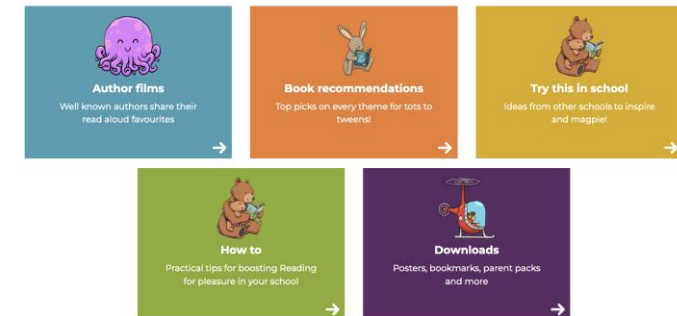 Author films
Well known authors share their
read aloud favourites
Book recommendations
Top picks on every theme for tots to
tweens!
Try this in school
Ideas from other schools to inspire
and magpie!
How to
Practical tips for boosting Reading
for pleasure in your school
Downloads
Posters, bookmarks, parent packs
and more